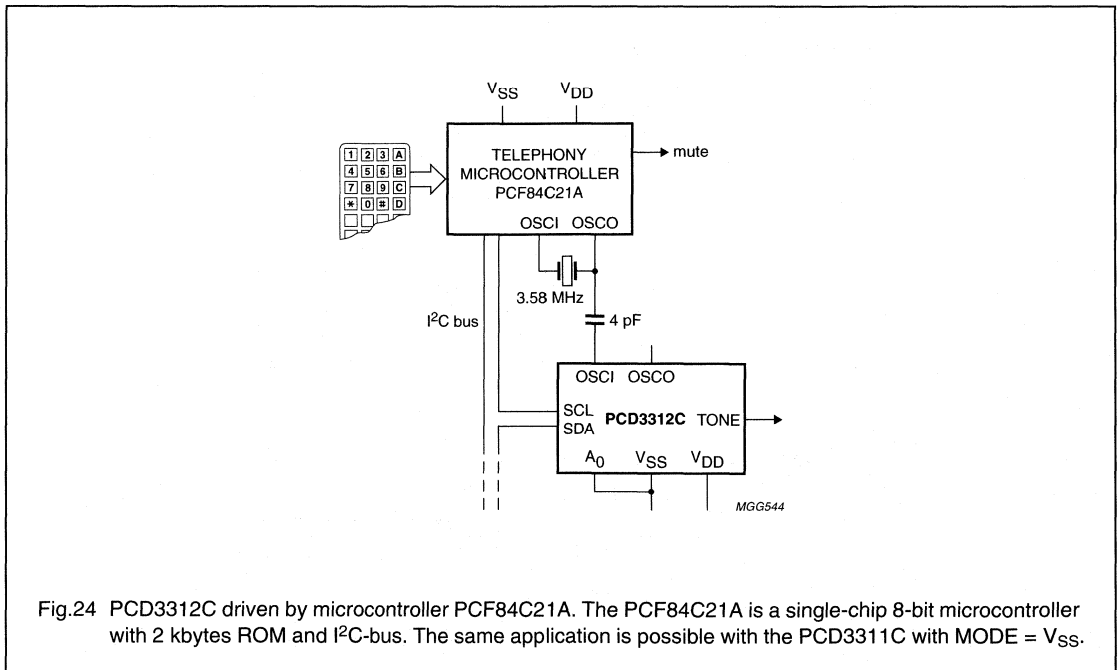 VSS VDD
1 2 3 A
4 5 6 B
7 8 9 C
* 0 # D
TELEPHONY
MICROCONTROLLER
PCF84C21A
mute
OSCI OSCO
3.58 MHz
I²C bus
4 pF
OSCI OSCO
SCL
PCD3312C TONE
SDA
A0 VSS VDD
MGG544
Fig.24 PCD3312C driven by microcontroller PCF84C21A. The PCF84C21A is a single-chip 8-bit microcontroller
with 2 kbytes ROM and I²C-bus. The same application is possible with the PCD3311C with MODE = VSS.